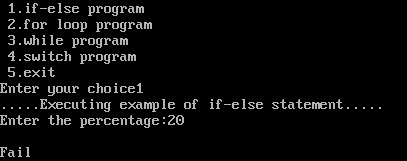 1.if-else program
2.for loop program
3.while program
4.switch program
5.exit
Enter your choice1
.....Executing example of if-else statement.....
Enter the percentage:20
Fail